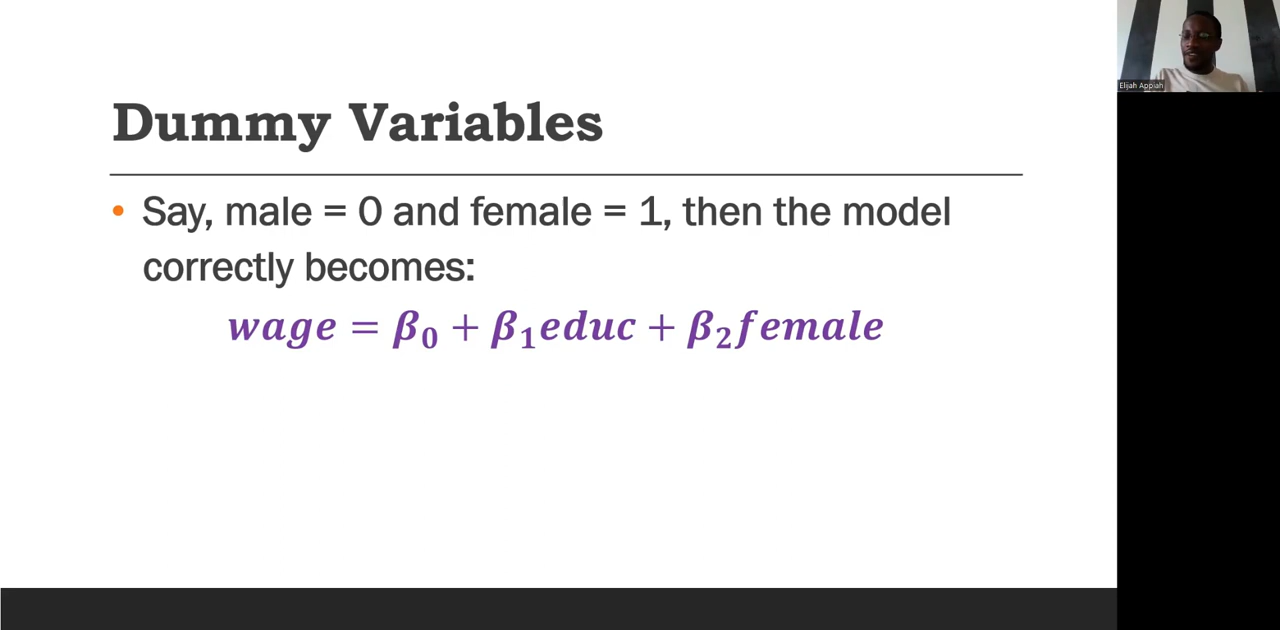 Dummy Variables
• Say, male = 0 and female = 1, then the model
correctly becomes:
wage = β₀ + β₁educ + β₂female
Elijah Appiah